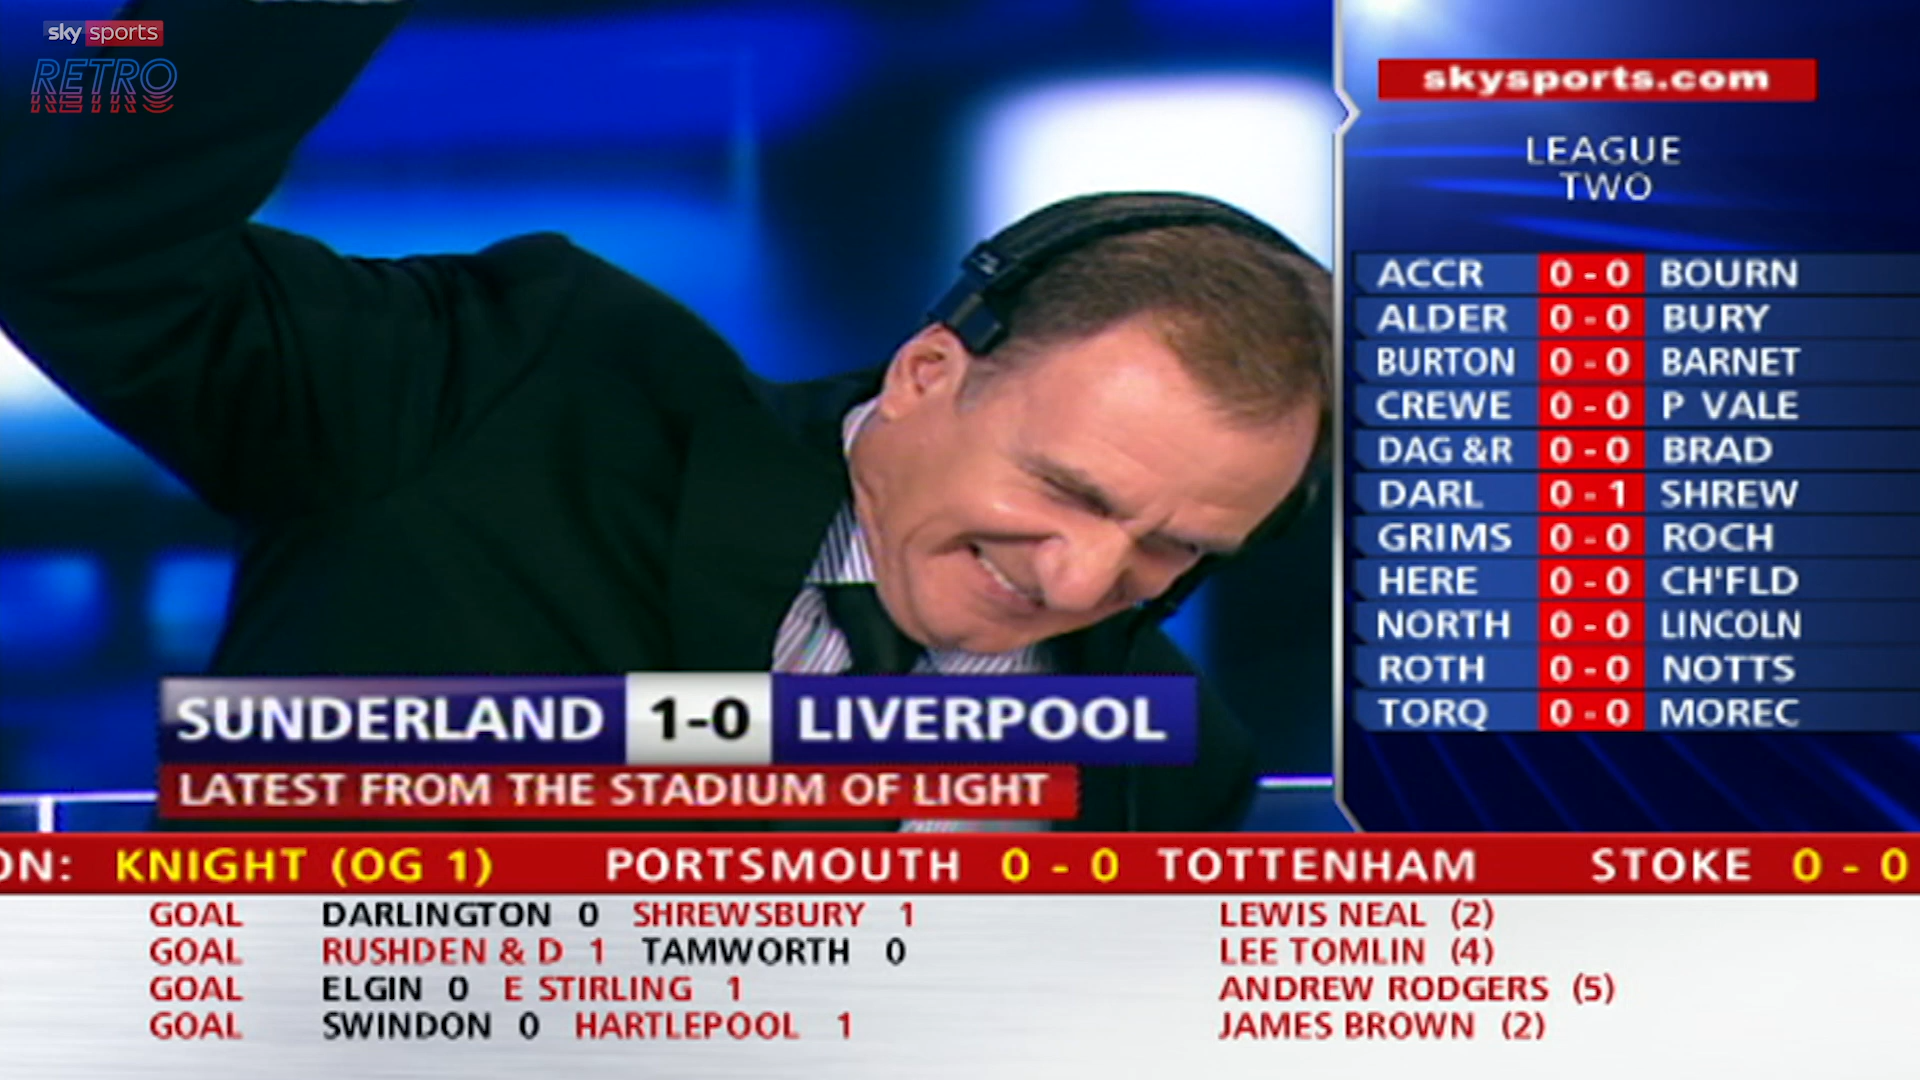 sky sports
RETRO
skysports.com
LEAGUE
TWO
ACCR 0 - 0 BOURN
ALDER 0 - 0 BURY
BURTON 0 - 0 BARNET
CREWE 0 - 0 P VALE
DAG &R 0 - 0 BRAD
DARL 0 - 1 SHREW
GRIMS 0 - 0 ROCH
HERE 0 - 0 CH'FLD
NORTH 0 - 0 LINCOLN
ROTH 0 - 0 NOTTS
TORQ 0 - 0 MOREC
SUNDERLAND 1-0 LIVERPOOL
LATEST FROM THE STADIUM OF LIGHT
ON: KNIGHT (OG 1) PORTSMOUTH 0 - 0 TOTTENHAM STOKE 0 - 0
GOAL DARLINGTON 0 SHREWSBURY 1 LEWIS NEAL (2)
GOAL RUSHDEN & D 1 TAMWORTH 0 LEE TOMLIN (4)
GOAL ELGIN 0 E STIRLING 1 ANDREW RODGERS (5)
GOAL SWINDON 0 HARTLEPOOL 1 JAMES BROWN (2)